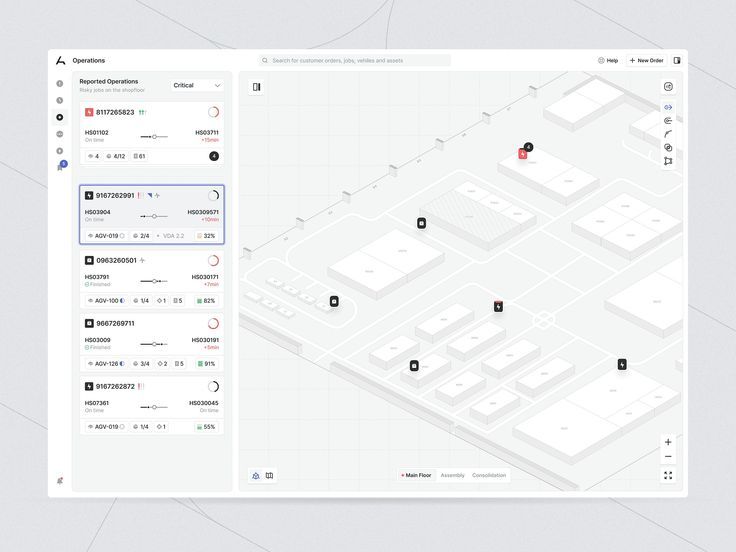 Operations
Search for customer orders, jobs, vehiles and assets
Help
New Order
Reported Operations
Risky jobs on the shopfloor
Critical
8117265823
HS01102
HS03711
On time
+15min
4
4/12
61
4
9167262991
HS03904
HS0309571
On time
+10min
AGV-019
2/4
VDA 2.2
32%
0963260501
HS03791
HS030171
Finished
+7min
AGV-100
1/4
1
5
82%
9667269711
HS03009
HS030191
Finished
+5min
AGV-126
3/4
2
5
91%
9167262872
HS07361
HS030045
On time
On time
AGV-019
1/4
1
55%
4
Main Floor
Assembly
Consolidation